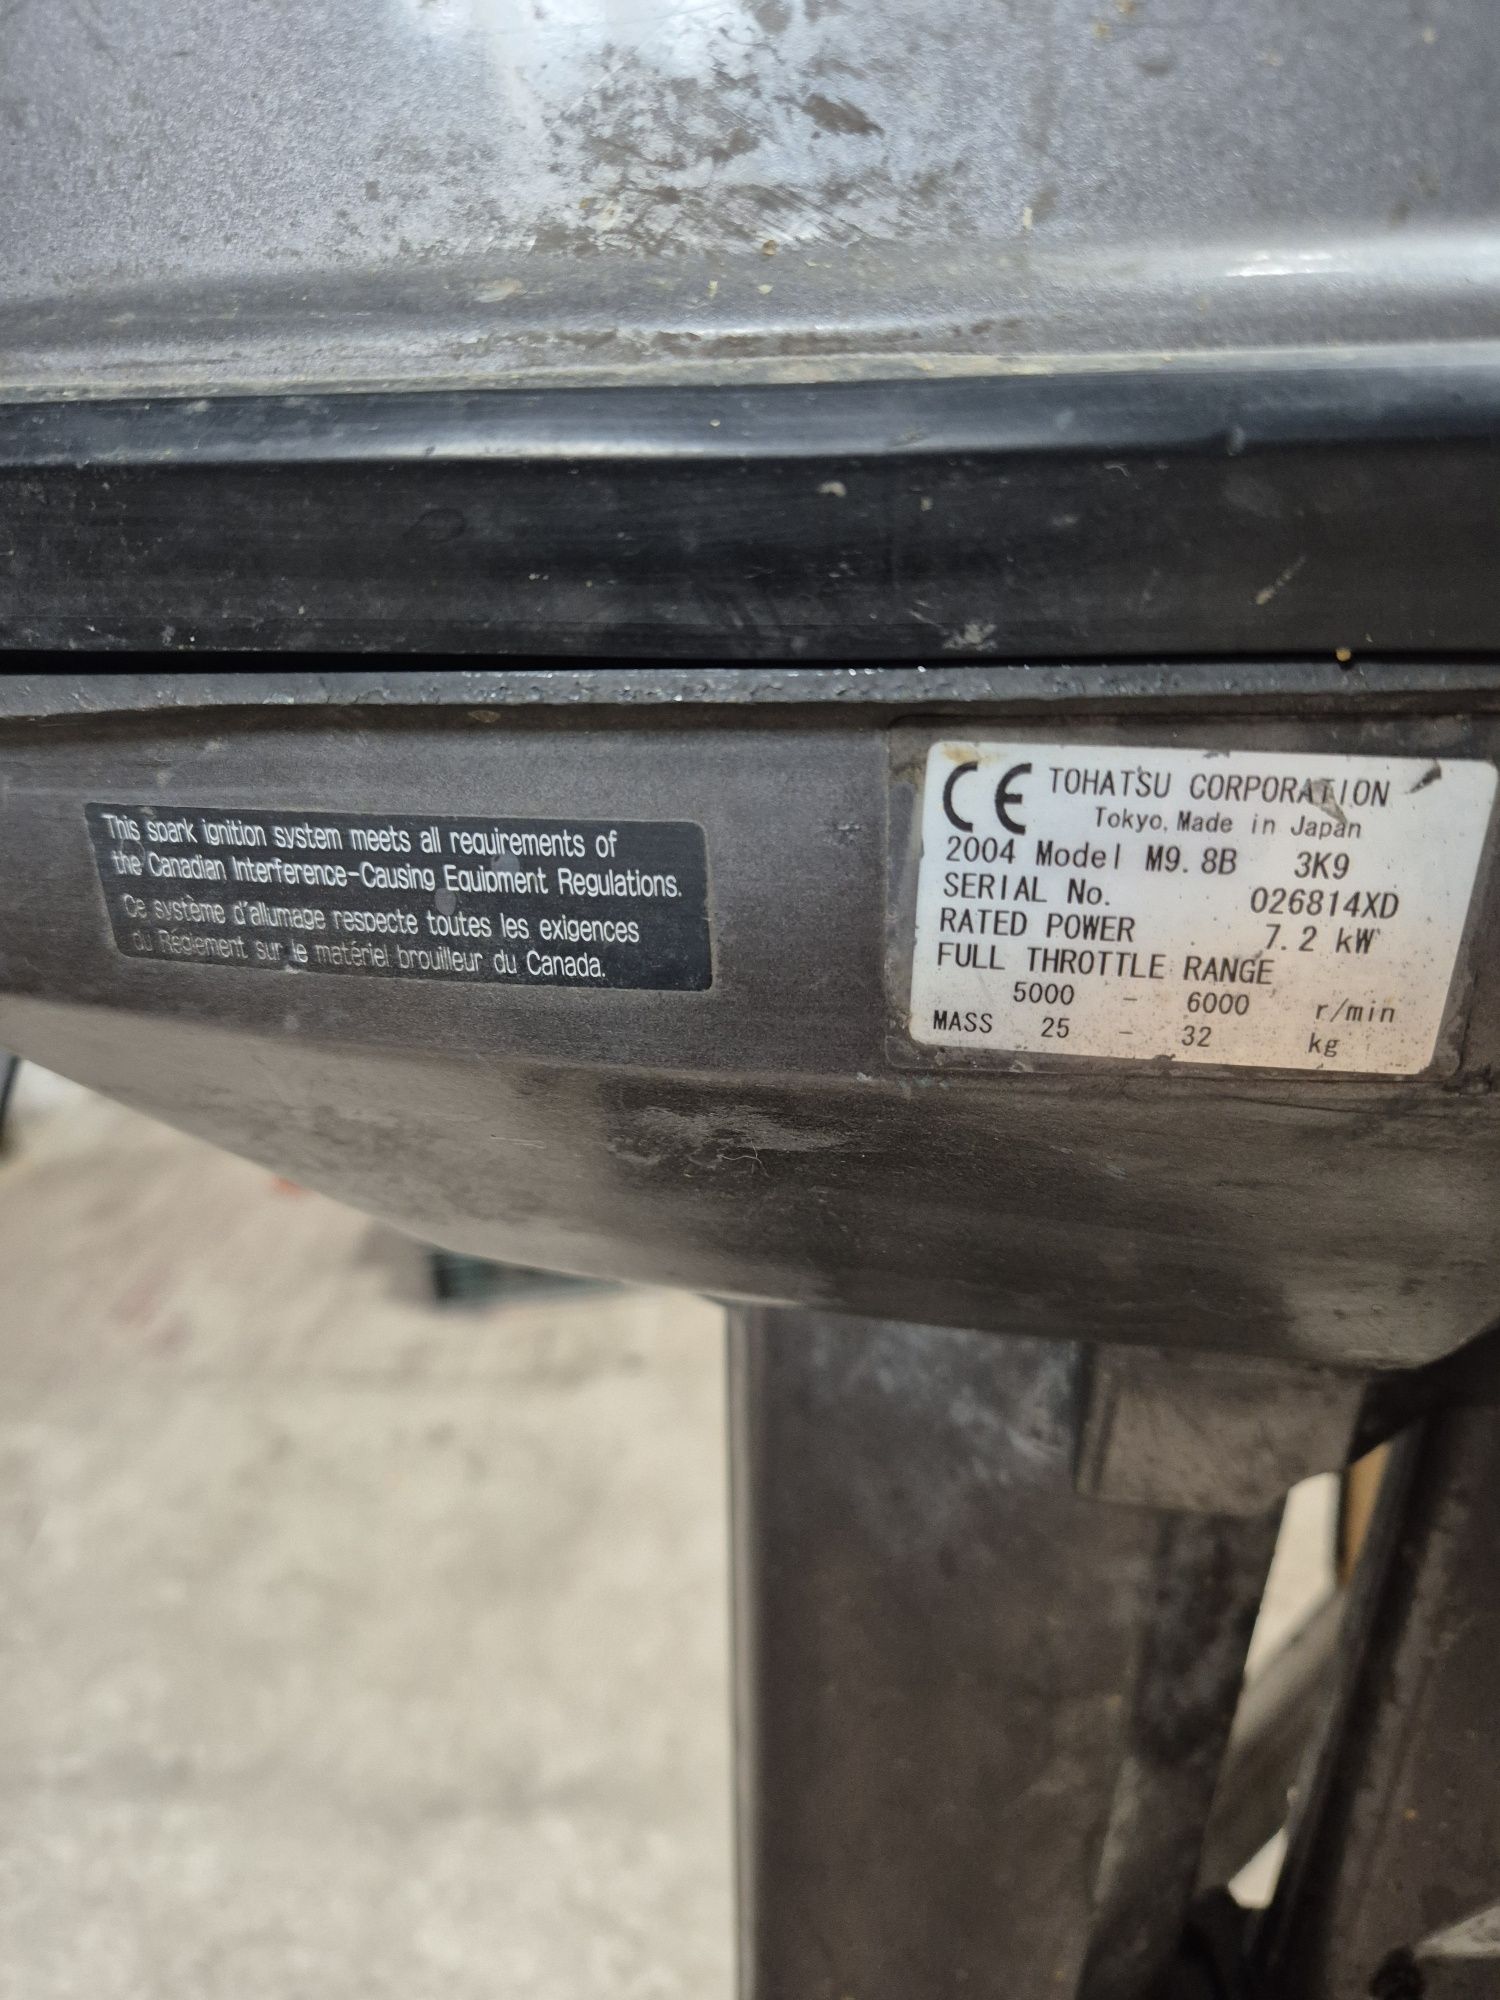 This spark ignition system meets all requirements of
the Canadian Interference-Causing Equipment Regulations.
Ce système d'allumage respecte toutes les exigences
du Règlement sur le matériel brouilleur du Canada.
CE TOHATSU CORPORATION
Tokyo, Made in Japan
2004 Model M9.8B 3K9
SERIAL No. 026814XD
RATED POWER 7.2 kW
FULL THROTTLE RANGE
5000 - 6000 r/min
MASS 25 - 32 kg